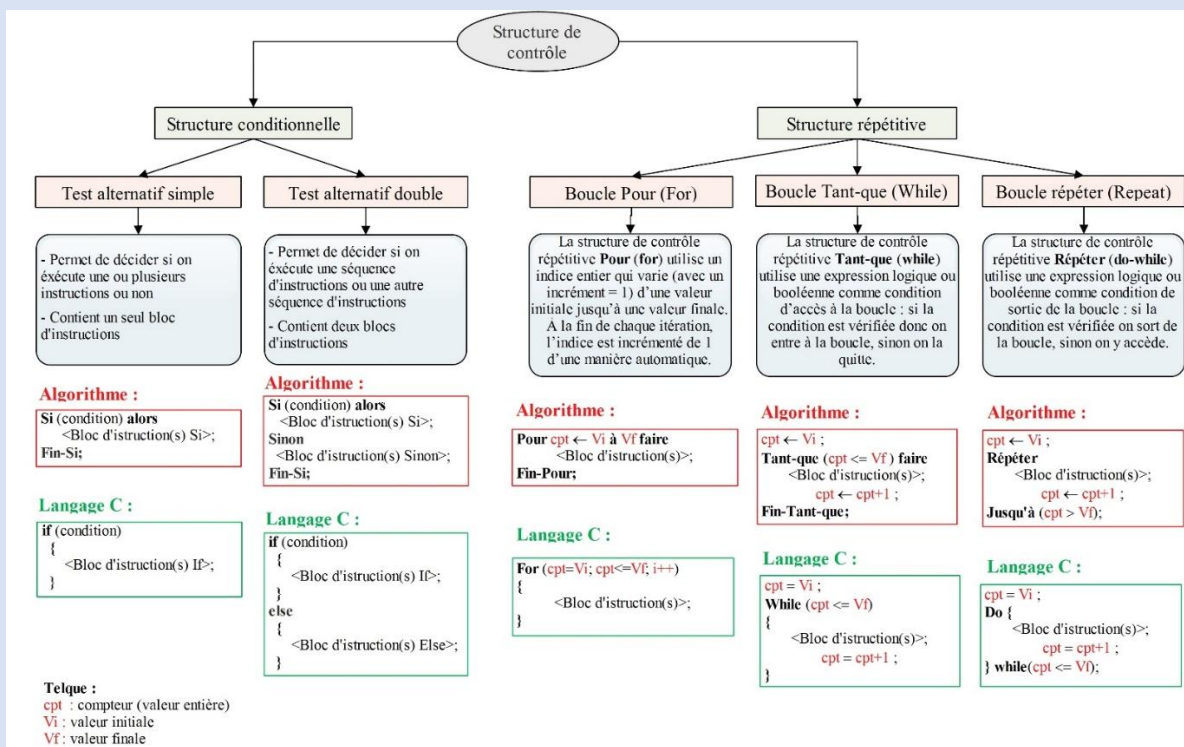 Structure de
contrôle
Structure conditionnelle
Structure répétitive
Test alternatif simple
Test alternatif double
Boucle Pour (For)
Boucle Tant-que (While)
Boucle répéter (Repeat)
- Permet de décider si on
éxécute une ou plusieurs
instructions ou non
- Contient un seul bloc
d'instructions
- Permet de décider si on
éxécute une séquence
d'instructions ou une autre
séquence d'instructions
- Contient deux blocs
d'instructions
La structure de contrôle
répétitive Pour (for) utilise un
indice entier qui varie (avec un
incrément = 1) d'une valeur
initiale jusqu'à une valeur finale.
À la fin de chaque itération,
l'indice est incrémenté de 1
d'une manière automatique.
La structure de contrôle
répétitive Tant-que (while)
utilise une expression logique ou
booléenne comme condition
d'accès à la boucle : si la
condition est vérifiée donc on
entre à la boucle, sinon on la
quitte.
La structure de contrôle
répétitive Répéter (do-while)
utilise une expression logique ou
booléenne comme condition de
sortie de la boucle : si la
condition est vérifiée on sort de
la boucle, sinon on y accède.
Algorithme :
Si (condition) alors
<Bloc d'istruction(s) Si>;
Fin-Si;
Langage C :
if (condition)
{
<Bloc d'istruction(s) If>;
}
Algorithme :
Si (condition) alors
<Bloc d'istruction(s) Si>;
Sinon
<Bloc d'istruction(s) Sinon>;
Fin-Si;
Langage C :
if (condition)
{
<Bloc d'istruction(s) If>;
}
else
{
<Bloc d'istruction(s) Else>;
}
Algorithme :
Pour cpt ← Vi à Vf faire
<Bloc d'istruction(s)>;
Fin-Pour;
Langage C :
For (cpt=Vi; cpt<=Vf; i++)
{
<Bloc d'istruction(s)>;
}
Algorithme :
cpt ← Vi ;
Tant-que (cpt <= Vf ) faire
<Bloc d'istruction(s)>;
cpt ← cpt+1 ;
Fin-Tant-que;
Langage C :
cpt = Vi ;
While (cpt <= Vf)
{
<Bloc d'istruction(s)>;
cpt = cpt+1 ;
}
Algorithme :
cpt ← Vi ;
Répéter
<Bloc d'istruction(s)>;
cpt ← cpt+1 ;
Jusqu'à (cpt > Vf);
Langage C :
cpt = Vi ;
Do {
<Bloc d'istruction(s)>;
cpt = cpt+1 ;
} while(cpt <= Vf);
Telque :
cpt : compteur (valeur entière)
Vi : valeur initiale
Vf : valeur finale